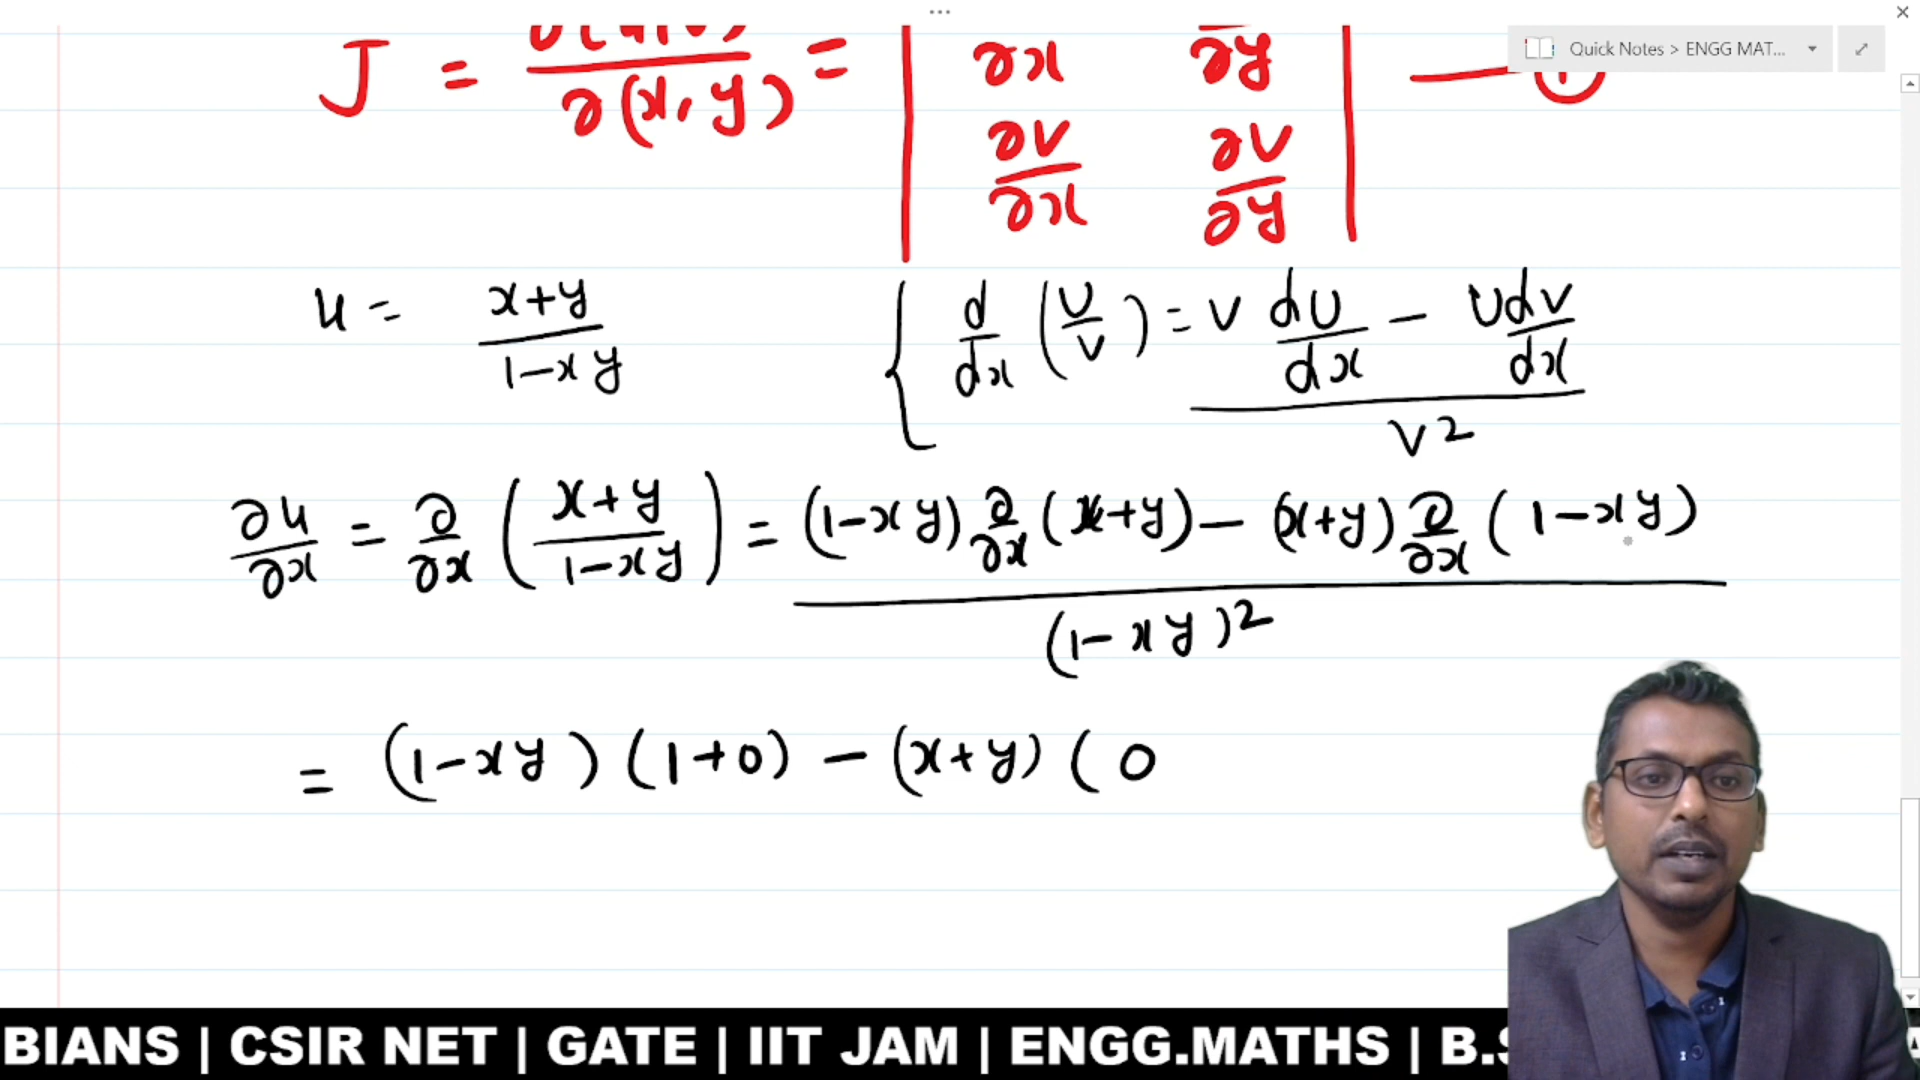 Quick Notes > ENGG MAT...
J = ∂(x, y) = | ∂x ∂y | — ①
∂v/∂x ∂v/∂y
u = (x+y)/(1-xy) { d/dx (U/V) = (V dU/dx - U dV/dx)/V²
∂u/∂x = ∂/∂x ((x+y)/(1-xy)) = ((1-xy) ∂/∂x (x+y) - (x+y) ∂/∂x (1-xy))/(1-xy)²
= (1-xy)(1+0) - (x+y)(0
BIANS | CSIR NET | GATE | IIT JAM | ENGG.MATHS | B.S